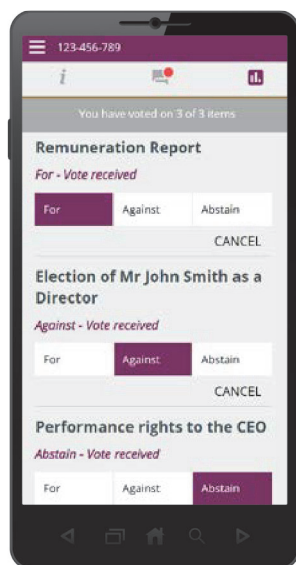 123-456-789
i
You have voted on 3 of 3 items
Remuneration Report
For - Vote received
For Against Abstain
CANCEL
Election of Mr John Smith as a
Director
Against - Vote received
For Against Abstain
CANCEL
Performance rights to the CEO
Abstain - Vote received
For Against Abstain